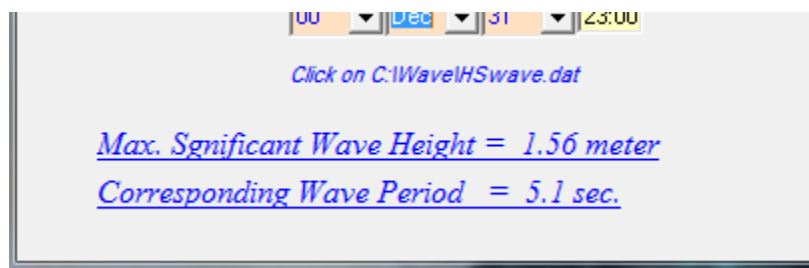 00 Dec 31 23:00
Click on C:\Wave\HSwave.dat
Max. Sgnificant Wave Height = 1.56 meter
Corresponding Wave Period = 5.1 sec.